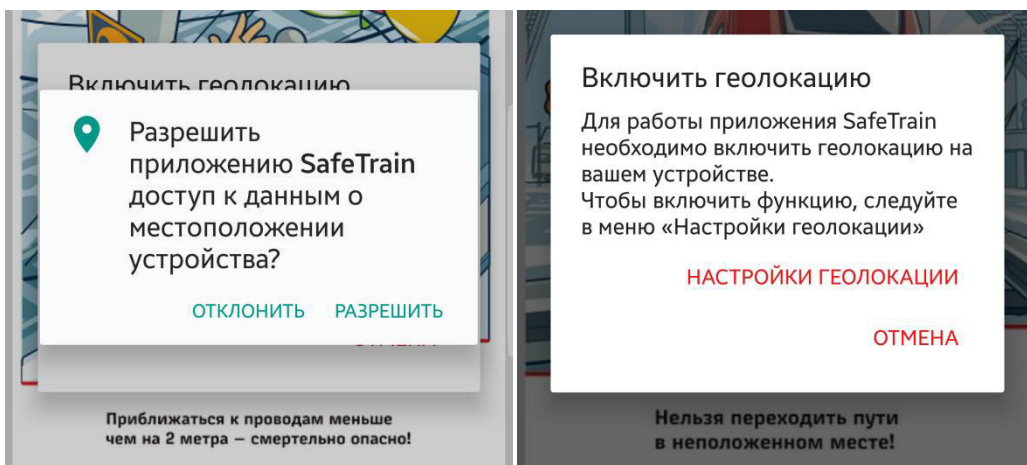 Включить геолокацию
Разрешить
приложению SafeTrain
доступ к данным о
местоположении
устройства?
ОТКЛОНИТЬ РАЗРЕШИТЬ
ОТМЕНА
Приближаться к проводам меньше
чем на 2 метра – смертельно опасно!
Включить геолокацию
Для работы приложения SafeTrain
необходимо включить геолокацию на
вашем устройстве.
Чтобы включить функцию, следуйте
в меню «Настройки геолокации»
НАСТРОЙКИ ГЕОЛОКАЦИИ
ОТМЕНА
Нельзя переходить пути
в неположенном месте!